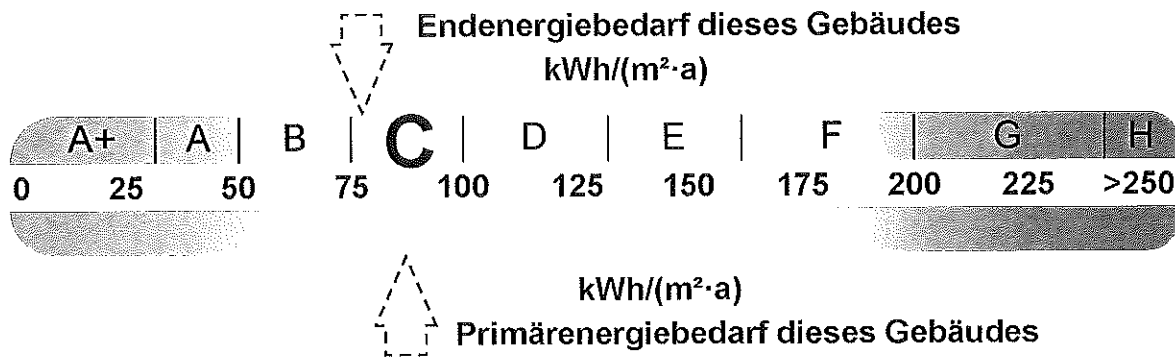 Endenergiebedarf dieses Gebäudes
kWh/(m²·a)
A+ | A | B | C | D | E | F | G | H
0 25 50 75 100 125 150 175 200 225 >250
kWh/(m²·a)
Primärenergiebedarf dieses Gebäudes